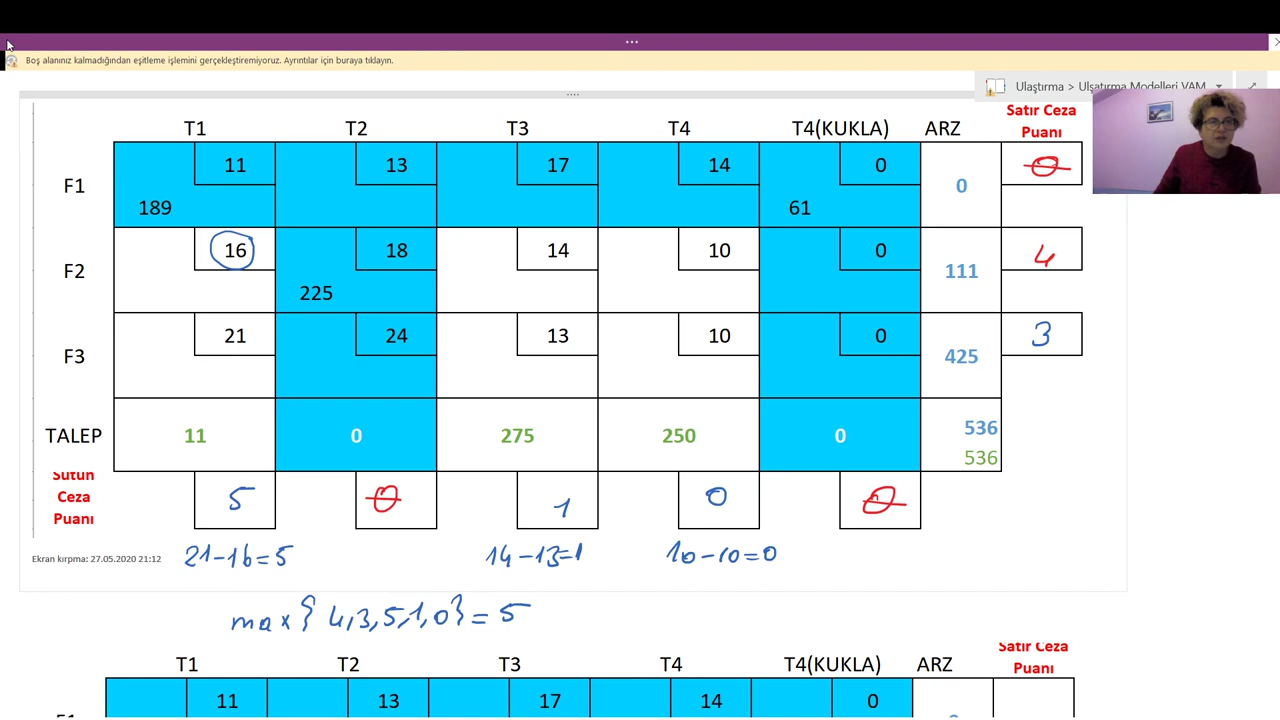 Boş alanınız kalmadığından eşitleme işlemini gerçekleştiremiyoruz. Ayrıntılar için buraya tıklayın.
Ulaştırma > Ulşatırma Modelleri VAM
T1 T2 T3 T4 T4(KUKLA) ARZ Satır Ceza Puanı
11 13 17 14 0
F1 0 0
189 61
16 18 14 10 0
F2 111 4
225
21 24 13 10 0 3
F3 425
TALEP 11 0 275 250 0 536
536
Sütun
Ceza
Puanı
5 0 1 0 0
Ekran kırpma: 27.05.2020 21:12
21-16=5 14-13=1 10-10=0
max{4,3,5,1,0}=5
T1 T2 T3 T4 T4(KUKLA) ARZ Satır Ceza Puanı
11 13 17 14 0